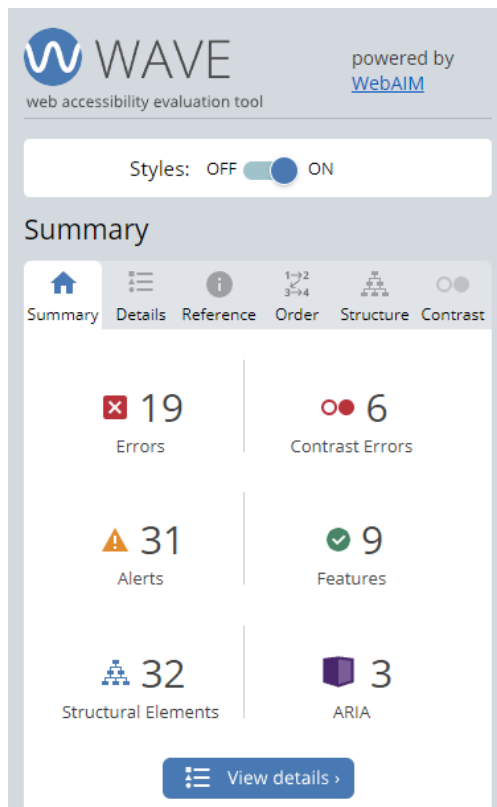 WAVE
powered by
WebAIM
web accessibility evaluation tool
Styles: OFF ON
Summary
1 2
3 4
Summary Details Reference Order Structure Contrast
19 6
Errors Contrast Errors
31 9
Alerts Features
32 3
Structural Elements ARIA
View details ›